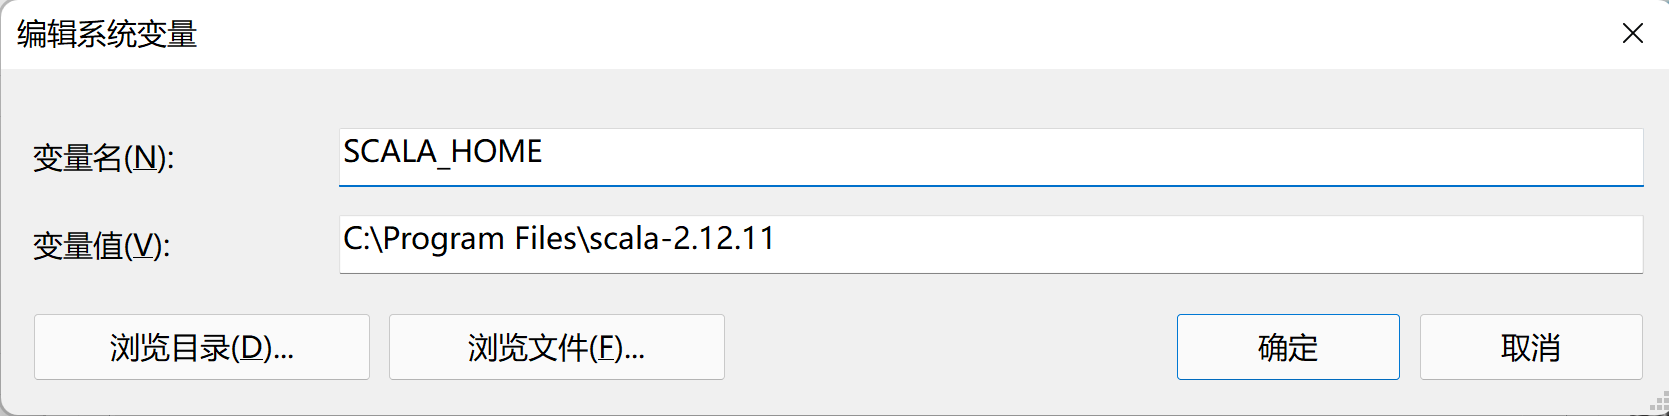 编辑系统变量
变量名(N):
SCALA_HOME
变量值(V):
C:\Program Files\scala-2.12.11
浏览目录(D)...
浏览文件(F)...
确定
取消